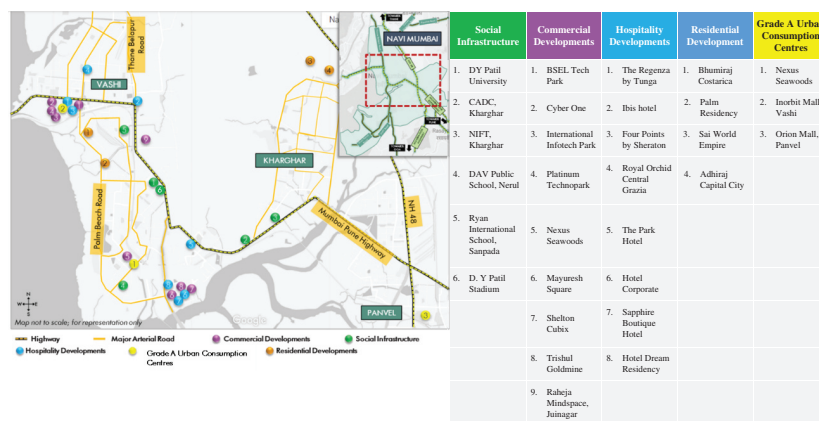 Na
NAVI MUMBAI
Thane Belapur
Road
VASHI
KHARGHAR
Palm Beach Road
Mumbai Pune Highway
NH 48
PANVEL
Google
N
W
E
S
Map not to scale; for representation only
Highway
Major Arterial Road
Commercial Developments
Social Infrastructure
Hospitality Developments
Grade A Urban Consumption
Centres
Residential Developments
Social
Infrastructure
1. DY Patil
University
2. CADC,
Kharghar
3. NIFT,
Kharghar
4. DAV Public
School, Nerul
5. Ryan
International
School,
Sanpada
6. D. Y Patil
Stadium
Commercial
Developments
1. BSEL Tech
Park
2. Cyber One
3. International
Infotech Park
4. Platinum
Technopark
5. Nexus
Seawoods
6. Mayuresh
Square
7. Shelton
Cubix
8. Trishul
Goldmine
9. Raheja
Mindspace,
Juinagar
Hospitality
Developments
1. The Regenza
by Tunga
2. Ibis hotel
3. Four Points
by Sheraton
4. Royal Orchid
Central
Grazia
5. The Park
Hotel
6. Hotel
Corporate
7. Sapphire
Boutique
Hotel
8. Hotel Dream
Residency
Residential
Development
1. Bhumiraj
Costarica
2. Palm
Residency
3. Sai World
Empire
4. Adhiraj
Capital City
Grade A Urba
Consumption
Centres
1. Nexus
Seawoods
2. Inorbit Mall
Vashi
3. Orion Mall,
Panvel